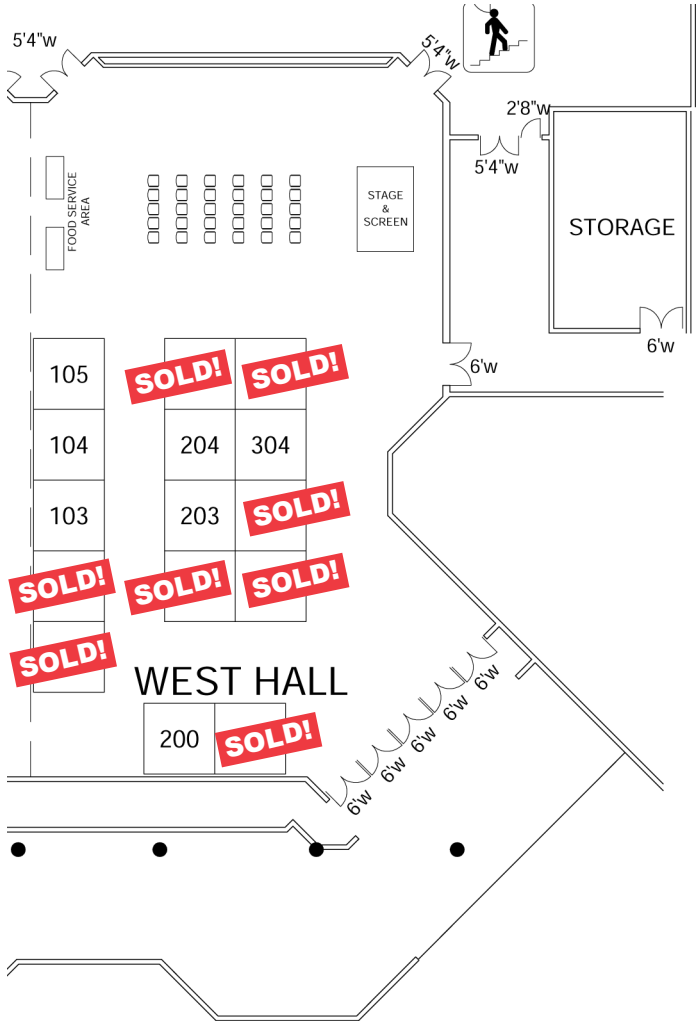 5'4"w
5'4"w
2'8"w
5'4"w
FOOD SERVICE
AREA
STAGE
&
SCREEN
STORAGE
6'w
6'w
105
SOLD!
SOLD!
104
204
304
103
203
SOLD!
SOLD!
SOLD!
SOLD!
SOLD!
WEST HALL
6'w
6'w
6'w
6'w
6'w
200
SOLD!